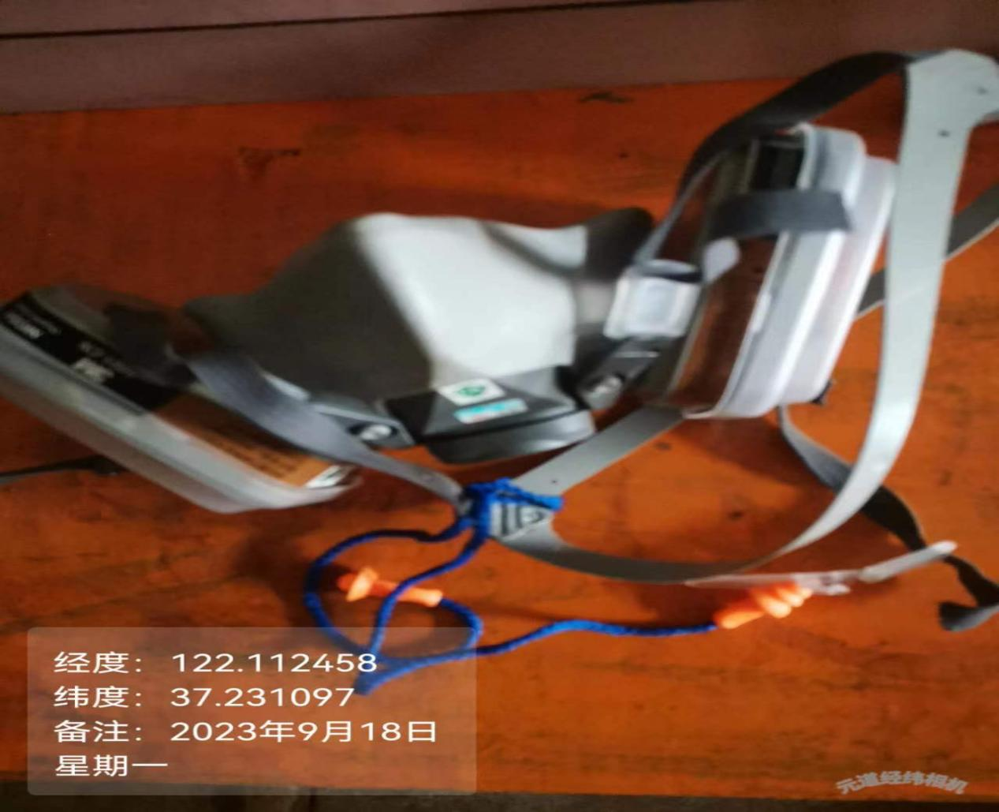 3M
经度：122.112458
纬度：37.231097
备注：2023年9月18日
星期一
元道经纬相机